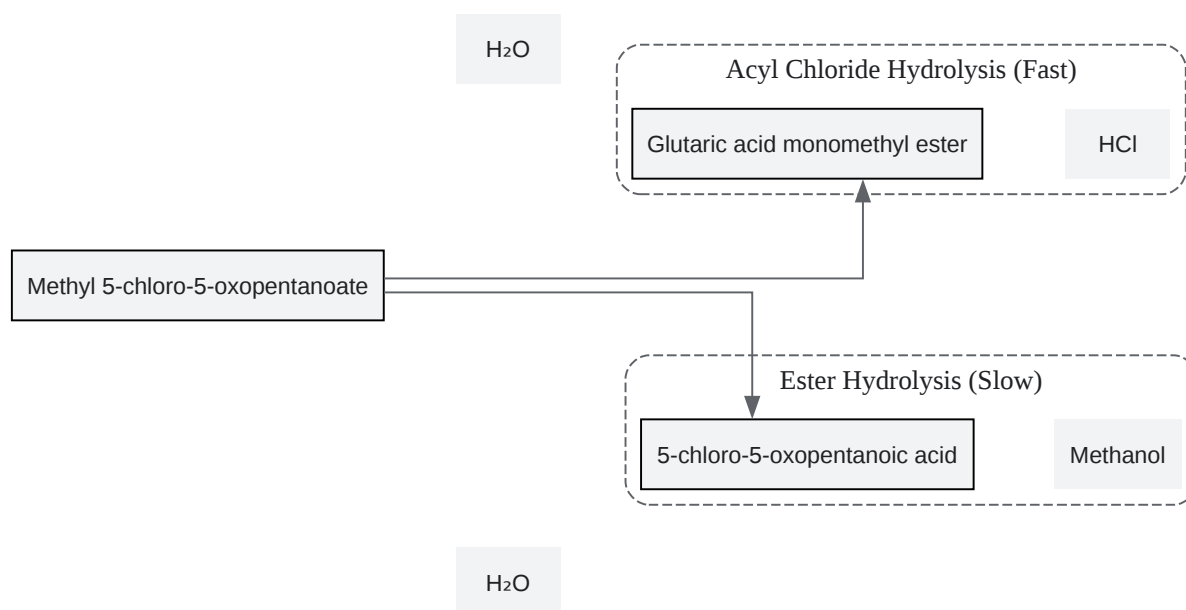 H₂O
Acyl Chloride Hydrolysis (Fast)
Glutaric acid monomethyl ester
HCl
Methyl 5-chloro-5-oxopentanoate
Ester Hydrolysis (Slow)
5-chloro-5-oxopentanoic acid
Methanol
H₂O